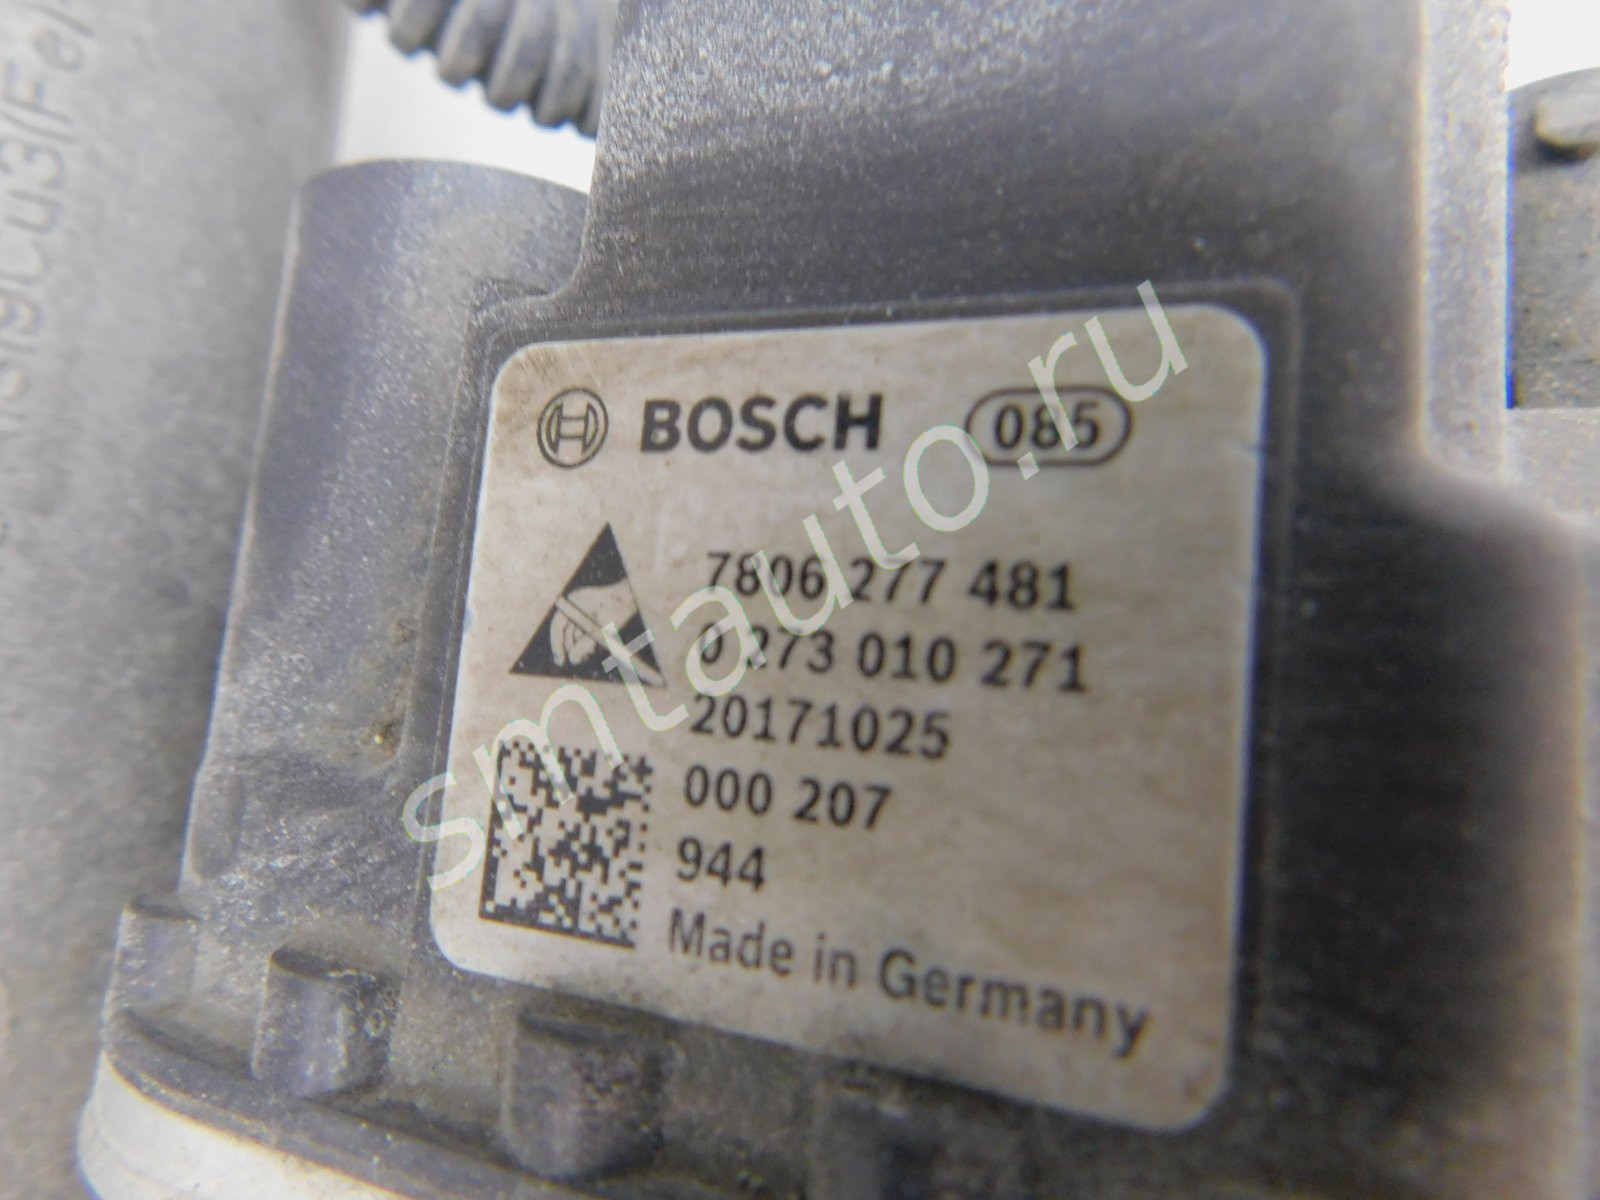 BOSCH 085
7806 277 481
0 273 010 271
20171025
000 207
944
Made in Germany
smtauto.ru